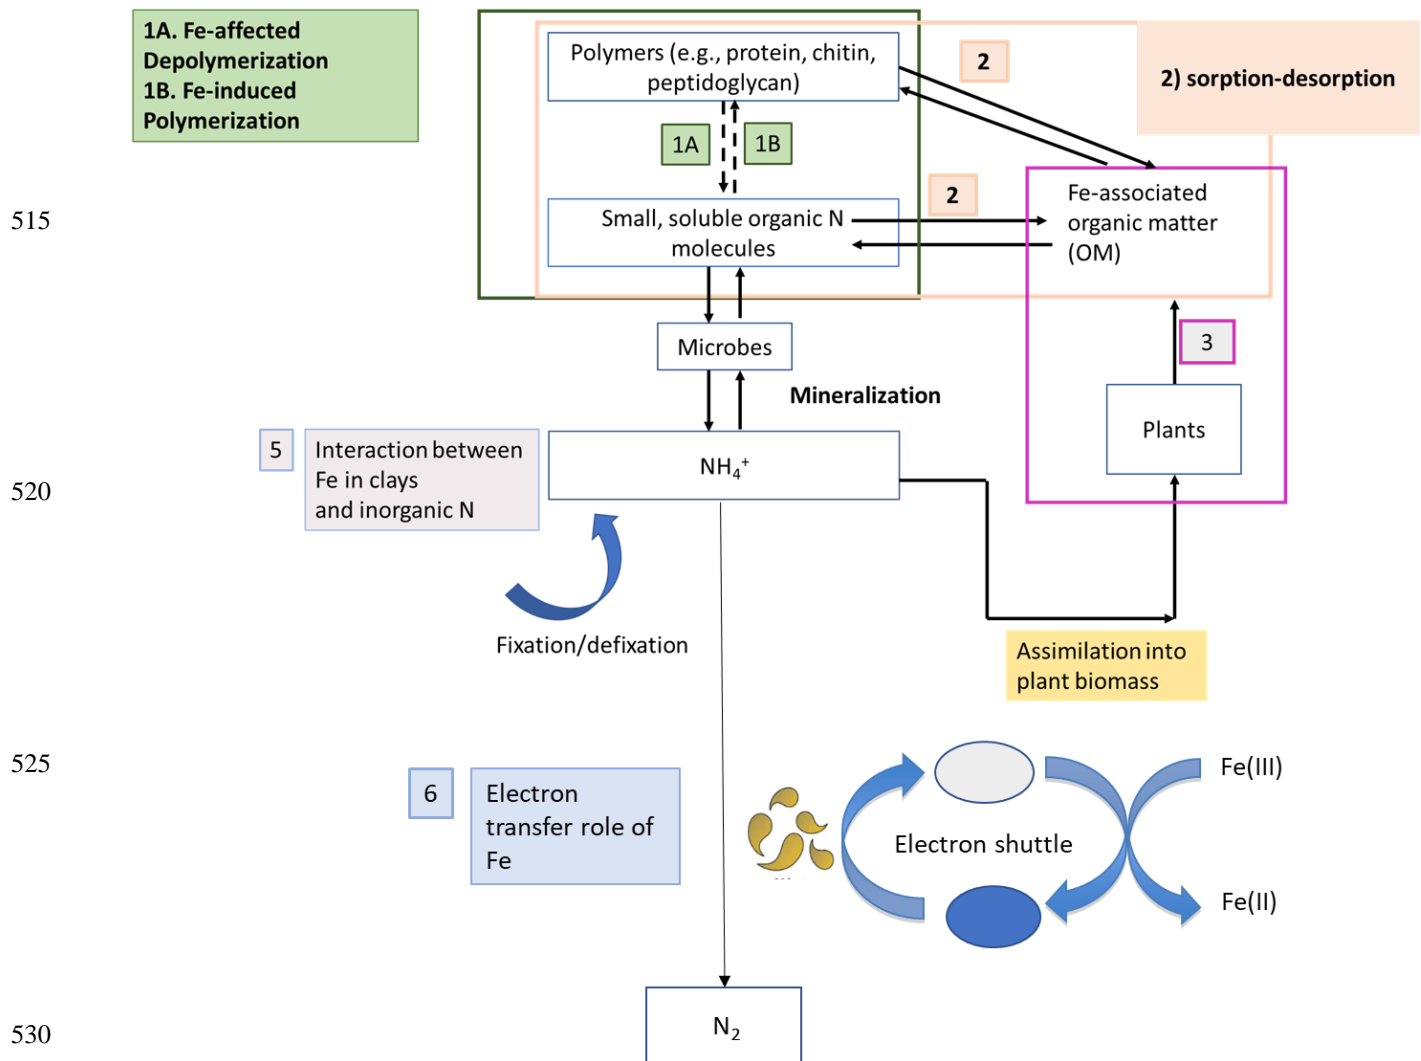 1A. Fe-affected
Depolymerization
1B. Fe-induced
Polymerization
Polymers (e.g., protein, chitin,
peptidoglycan)
2
2) sorption-desorption
1A
1B
515
Small, soluble organic N
molecules
2
Fe-associated
organic matter
(OM)
Microbes
3
Mineralization
Plants
5
Interaction between
Fe in clays
and inorganic N
NH₄⁺
520
Fixation/defixation
Assimilation into
plant biomass
525
6
Electron
transfer role of
Fe
Electron shuttle
Fe(III)
Fe(II)
N₂
530